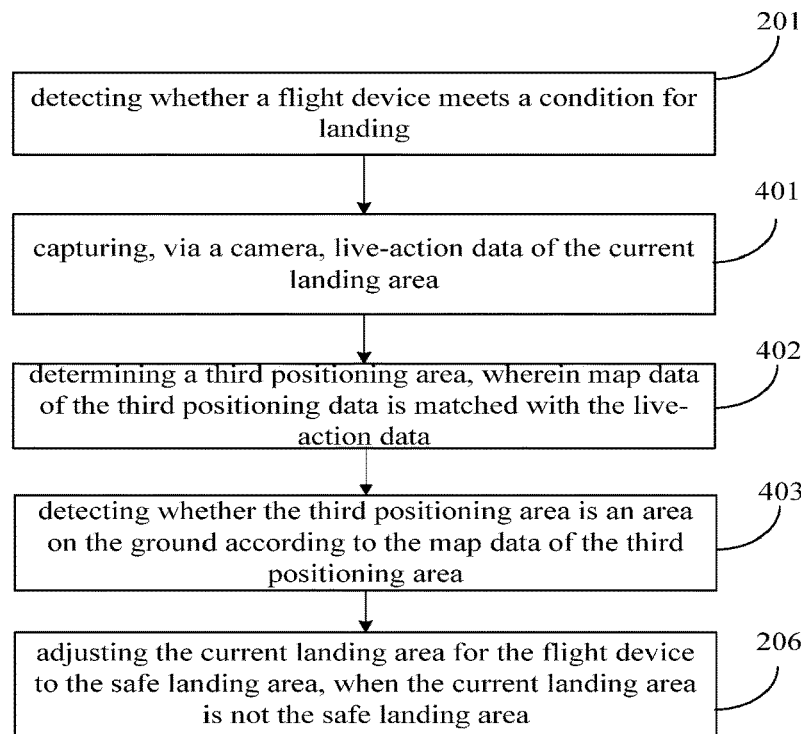 201
detecting whether a flight device meets a condition for
landing
401
capturing, via a camera, live-action data of the current
landing area
402
determining a third positioning area, wherein map data
of the third positioning data is matched with the live-
action data
403
detecting whether the third positioning area is an area
on the ground according to the map data of the third
positioning area
206
adjusting the current landing area for the flight device
to the safe landing area, when the current landing area
is not the safe landing area